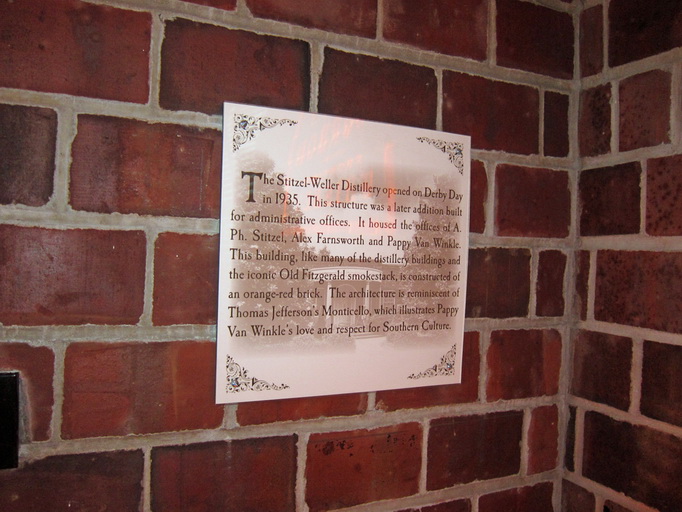 The Stitzel-Weller Distillery opened on Derby Day
in 1935. This structure was a later addition built
for administrative offices. It housed the offices of A.
Ph. Stitzel, Alex Farnsworth and Pappy Van Winkle.
This building, like many of the distillery buildings and
the iconic Old Fitzgerald smokestack, is constructed of
an orange-red brick. The architecture is reminiscent of
Thomas Jefferson's Monticello, which illustrates Pappy
Van Winkle's love and respect for Southern Culture.